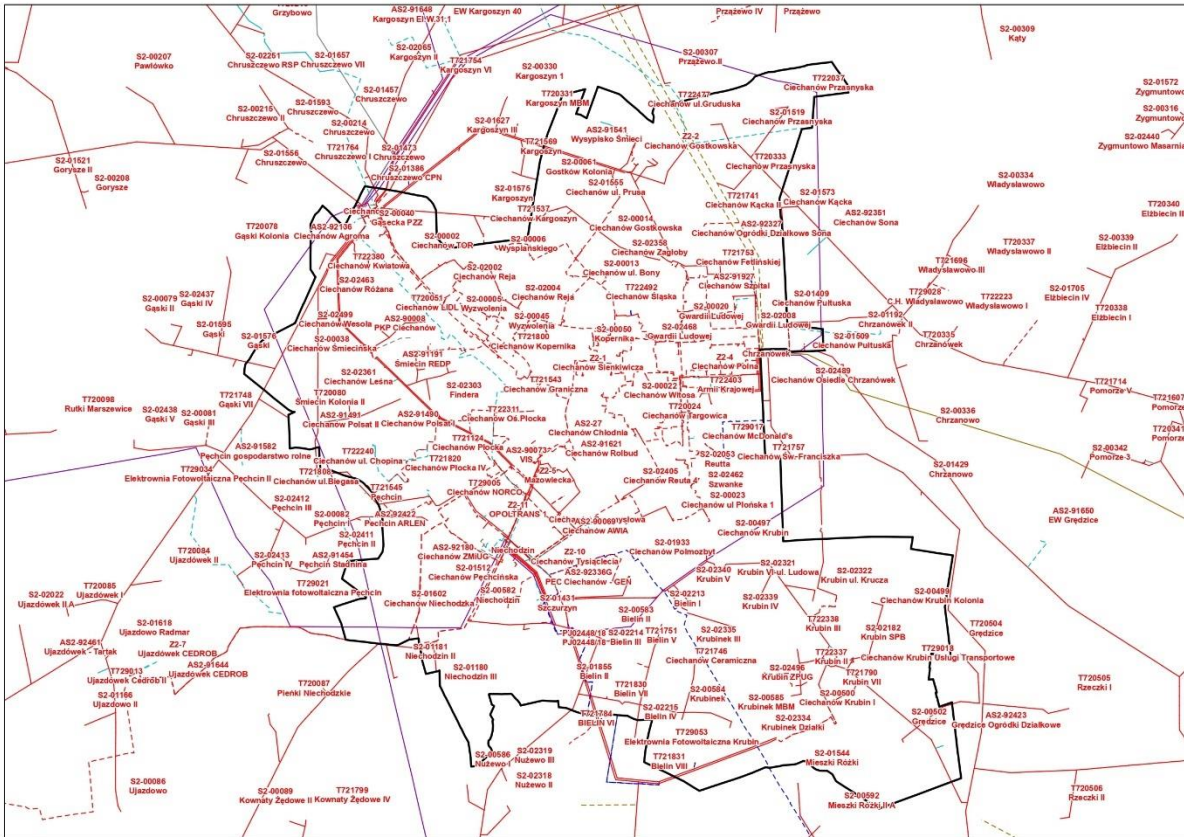 Grzybowo
AS2-91648
Kargoszyn EI.W.31.1
EW Kargoszyn 40
Przążewo IV
Przążewo
S2-00309
Kąty
S2-00207
Pawłówko
S2-02251
Chruszczewo RSP
S2-01657
Chruszczewo VII
S2-02065
Kargoszyn II
T721754
Kargoszyn VI
S2-00307
Przążewo II
S2-00330
Kargoszyn 1
T722037
Ciechanów Przasnyska
S2-01572
Zygmuntowo
S2-01457
Chruszczewo
S2-01593
Chruszczewo
S2-00215
Chruszczewo II
S2-00214
Chruszczewo
T720331
Kargoszyn MBM
T722477
Ciechanów ul.Gruduska
S2-01519
Ciechanów Przasnyska
S2-00316
Zygmuntowo
S2-02440
Zygmuntowo Masarnia
S2-01627
Kargoszyn III
AS2-91541
Wysypisko Śmieci
Z2-2
Ciechanów Gostkowska
T721764
Chruszczewo I
S2-01473
Chruszczewo
T721569
Kargoszyn
S2-01556
Chruszczewo
S2-01521
Gorysze II
S2-00208
Gorysze
S2-01386
Chruszczewo CPN
S2-00061
Gostków Kolonia
T720333
Ciechanów Przasnyska
S2-00334
Władysławowo
S2-01575
Kargoszyn
S2-01555
Ciechanów ul. Prusa
T721741
Ciechanów Kącka II
S2-01573
Ciechanów Kącka
T720340
Elżbiecin III
S2-00040
Gąsecka PZZ
T721537
Ciechanów Kargoszyn
S2-00014
Ciechanów Gostkowska
AS2-92327
Ciechanów Ogródki Działkowe Sona
AS2-92351
Ciechanów Sona
T720078
Gąski Kolonia
AS2-92106
Ciechanów Agroma
S2-00002
Ciechanów TOR
S2-00006
Wyspiańskiego
S2-02358
Ciechanów Zagłoby
T720337
Władysławowo II
S2-00339
Elżbiecin II
T722380
Ciechanów Kwiatowa
S2-02002
Ciechanów Reja
S2-00013
Ciechanów ul. Bony
T721753
Ciechanów Fetlińskiej
T721696
Władysławowo III
S2-02463
Ciechanów Różana
S2-02004
Ciechanów Reja
T722492
Ciechanów Śląska
AS2-91927
Ciechanów Szpital
S2-01705
Elżbiecin IV
S2-00079
Gąski II
S2-02437
Gąski IV
T720051
Ciechanów LIDL
S2-00005
Wyzwolenia
S2-00020
Gwardii Ludowej
S2-01409
Ciechanów Pułtuska
T729028
C.H. Władysławowo
T722223
Władysławowo I
T720338
Elżbiecin I
S2-02499
Ciechanów Wesoła
AS2-90008
PKP Ciechanów
S2-00045
Wyzwolenia
S2-00050
Kopernika
S2-02468
Gwardii Ludowej
S2-02008
Gwardii Ludowej
S2-01192
Chrzanówek II
S2-01595
Gąski
S2-01576
Gąski
S2-00038
Ciechanów Śmiecińska
T721800
Ciechanów Kopernika
S2-01509
Ciechanów Pułtuska
T720335
Chrzanówek
AS2-91191
Śmiecin REDP
Z2-1
Ciechanów Sienkiwicza
Z2-4
Ciechanów Polna
Chrzanówek
S2-02361
Ciechanów Leśna
S2-02303
Findera
T721543
Ciechanów Graniczna
S2-00022
Ciechanów Witosa
T722403
Armii Krajowej
S2-02489
Ciechanów Osiedle Chrzanówek
T721714
Pomorze V
T720098
Rutki Marszewice
T721748
Gąski VII
T720080
Śmiecin Kolonia II
T721607
Pomorze
S2-02438
Gąski V
S2-00081
Gąski III
AS2-91491
Ciechanów Polsat II
AS2-91490
Ciechanów Polsat I
T722311
Ciechanów Oś.Płocka
T720024
Ciechanów Targowica
S2-00336
Chrzanowo
T720341
Pomorze
AS2-91582
Pęchcin gospodarstwo rolne
T722240
Ciechanów ul. Chopina
T721124
Ciechanów Płocka
AS2-27
Ciechanów Chłodnia
T729017
Ciechanów McDonald's
S2-00342
Pomorze 3
T729034
Elektrownia Fotowoltaiczna Pęchcin II
T721820
Ciechanów Płocka IV
AS2-90073
VIS
AS2-91621
Ciechanów Rolbud
T721757
Ciechanów Św.Franciszka
S2-02053
Reutta
T721808
Ciechanów ul.Biegasa
Z2-5
Mazowiecka
S2-02405
Ciechanów Reuta 4
S2-02462
Szwanke
S2-01429
Chrzanowo
S2-02412
Pęchcin III
T721545
Pęchcin
T729005
Ciechanów NORCO
S2-00023
Ciechanów ul Płońska 1
AS2-91650
EW Grędzice
S2-00082
Pęchcin I
AS2-92422
Pęchcin ARLEN
Z2-11
OPOLTRANS 1
AS2-90069
Ciechanów AWIA
S2-00497
Ciechanów Krubin
S2-02411
Pęchcin II
T720084
Ujazdówek II
S2-02413
Pęchcin IV
AS2-91454
Pęchcin Stadnina
AS2-92180
Ciechanów ZMiUG
Niechodzin
Z2-10
Ciechanów Tysiąclecia
S2-01933
Ciechanów Polmozbyt
S2-02321
Krubin VI-ul. Ludowa
S2-02322
Krubin ul. Krucza
T720085
Ujazdówek I
T729021
Elektrownia fotowoltaiczna Pęchcin
S2-01512
Ciechanów Pęchcińska
AS2-92336G
PEC Ciechanów - GEN
S2-02340
Krubin V
S2-00499
Ciechanów Krubin Kolonia
S2-02022
Ujazdówek II A
S2-01602
Ciechanów Niechodzka
S2-00582
Niechodzin
S2-01431
Szczurzyn
S2-02213
Bielin I
S2-02339
Krubin IV
T722338
Krubin III
T720504
Grędzice
S2-01618
Ujazdowo Radmar
S2-00583
Bielin II
S2-02182
Krubin SPB
AS2-92461
Ujazdówek - Tartak
Z2-7
Ujazdówek CEDROB
S2-01181
Niechodzin II
PJ02448/18
PJ02448/18
S2-02214
Bielin III
T721751
Bielin V
S2-02335
Krubinek III
T722337
Krubin II
T729018
Ciechanów Krubin Usługi Transportowe
T729013
Ujazdówek Cedrob II
AS2-91644
Ujazdówek CEDROB
S2-01180
Niechodzin III
S2-01855
Bielin II
T721746
Ciechanów Ceramiczna
S2-02496
Krubin ZPUG
T721790
Krubin VII
S2-01166
Ujazdowo II
T720087
Pieńki Niechodzkie
T721830
Bielin VII
S2-00584
Krubinek
S2-00585
Krubinek MBM
S2-00500
Ciechanów Krubin I
T720505
Rzeczki I
T721784
BIELIN VI
S2-02215
Bielin IV
S2-02334
Krubinek Działki
S2-00502
Grędzice
AS2-92423
Grędzice Ogródki Działkowe
S2-00586
Nużewo I
S2-02319
Nużewo III
T729053
Elektrownia Fotowoltaiczna Krubin
S2-01544
Mieszki Różki
S2-00086
Ujazdowo
S2-02318
Nużewo II
T721831
Bielin VIII
S2-00089
Kownaty Żędowe II
T721799
Kownaty Żędowe IV
S2-00592
Mieszki Różki II A
T720506
Rzeczki II